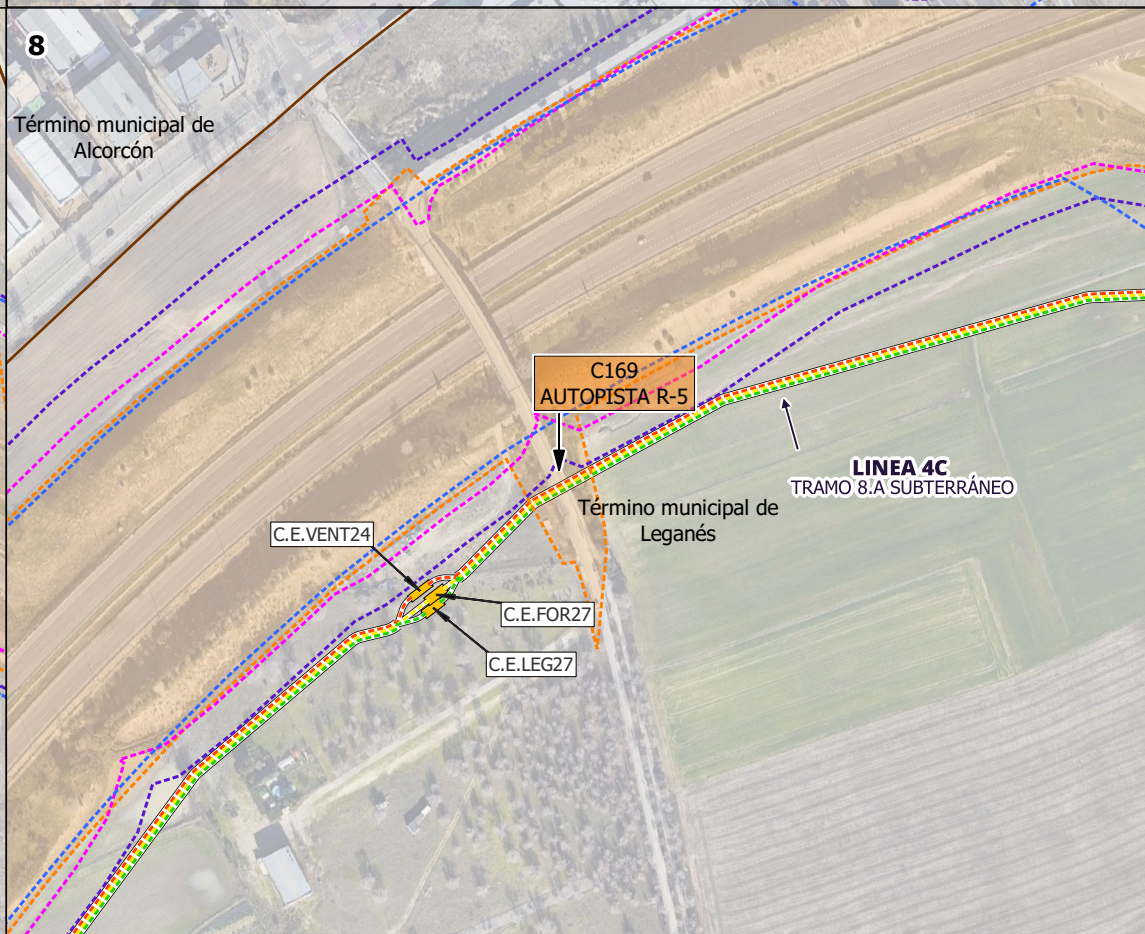 8
Término municipal de
Alcorcón
C169
AUTOPISTA R-5
LINEA 4C
TRAMO 8.A SUBTERRÁNEO
Término municipal de
Leganés
C.E.VENT24
C.E.FOR27
C.E.LEG27